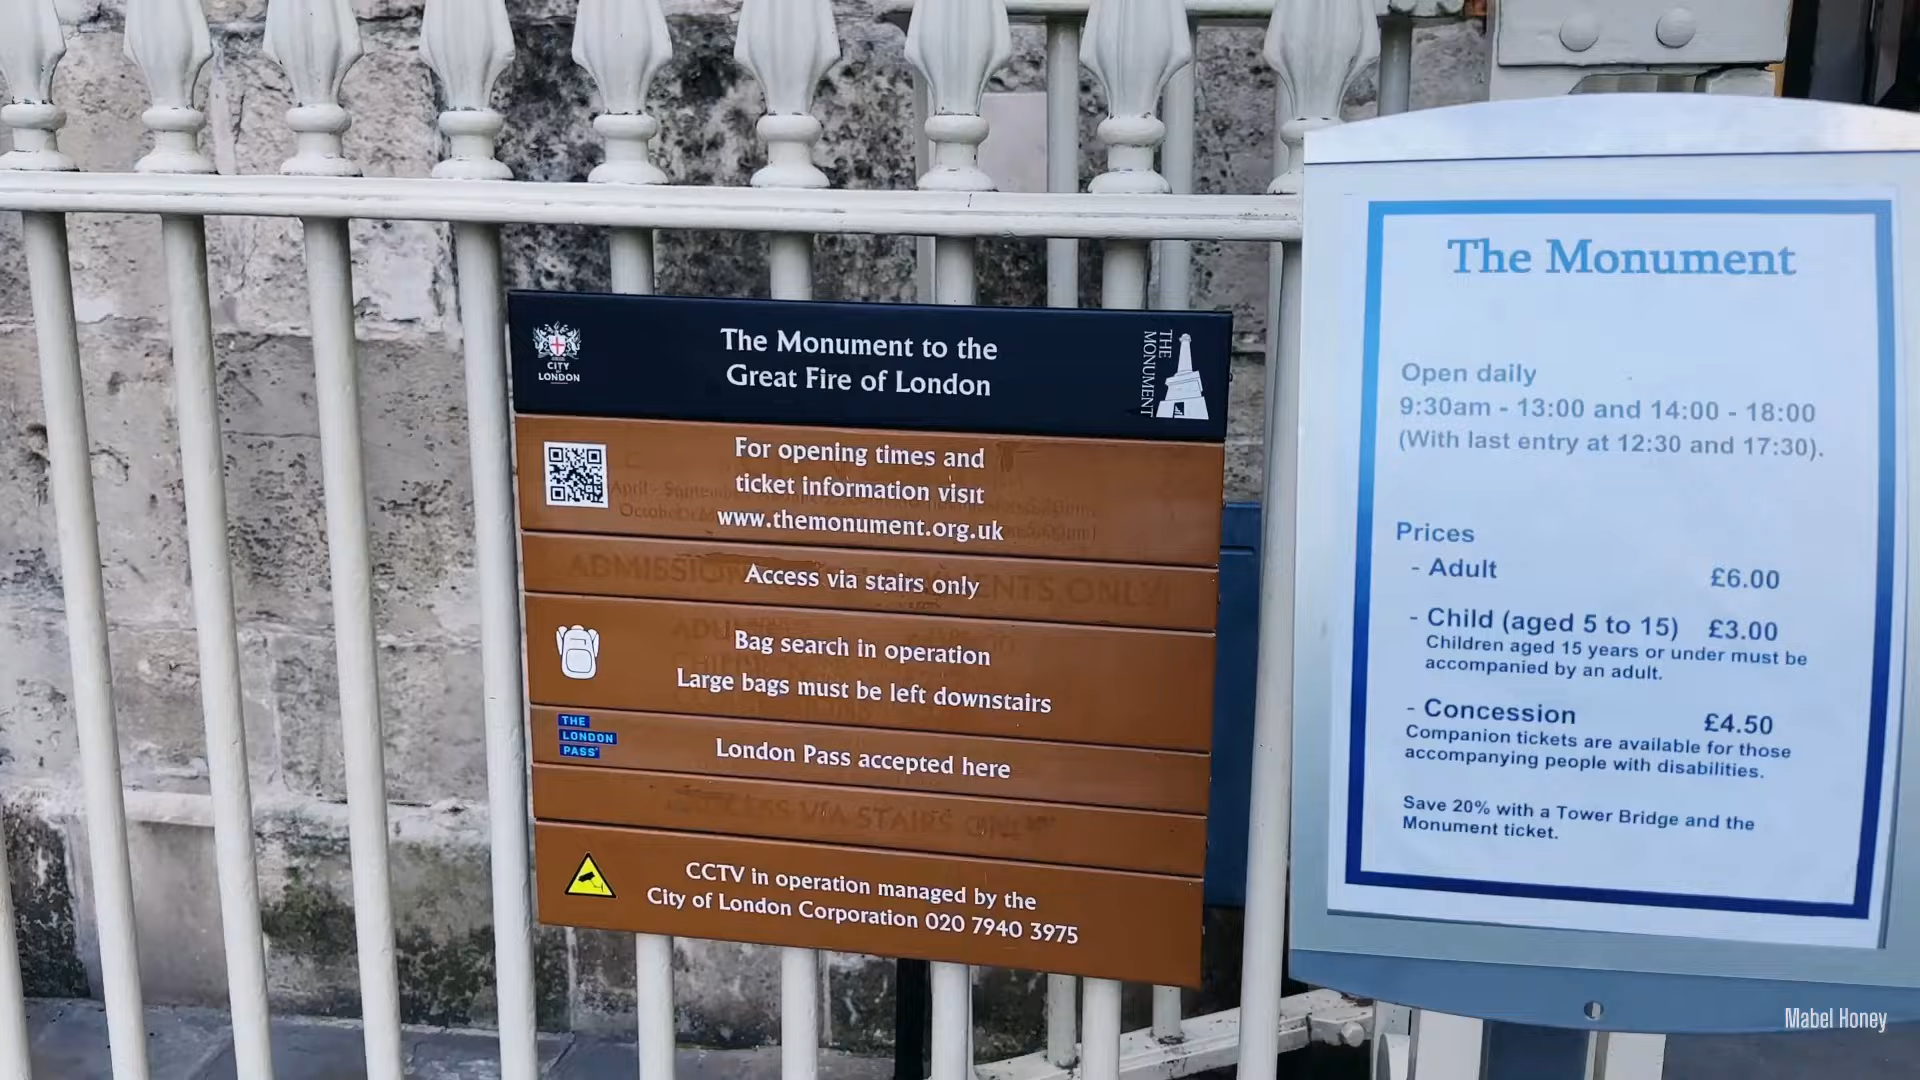 CITY
LONDON
The Monument to the
Great Fire of London
THE
MONUMENT
For opening times and
ticket information visit
www.themonument.org.uk
Access via stairs only
Bag search in operation
Large bags must be left downstairs
THE
LONDON
PASS
London Pass accepted here
ACCESS VIA STAIRS ONLY
CCTV in operation managed by the
City of London Corporation 020 7940 3975
The Monument
Open daily
9:30am - 13:00 and 14:00 - 18:00
(With last entry at 12:30 and 17:30).
Prices
- Adult £6.00
- Child (aged 5 to 15) £3.00
Children aged 15 years or under must be
accompanied by an adult.
- Concession £4.50
Companion tickets are available for those
accompanying people with disabilities.
Save 20% with a Tower Bridge and the
Monument ticket.
Mabel Honey